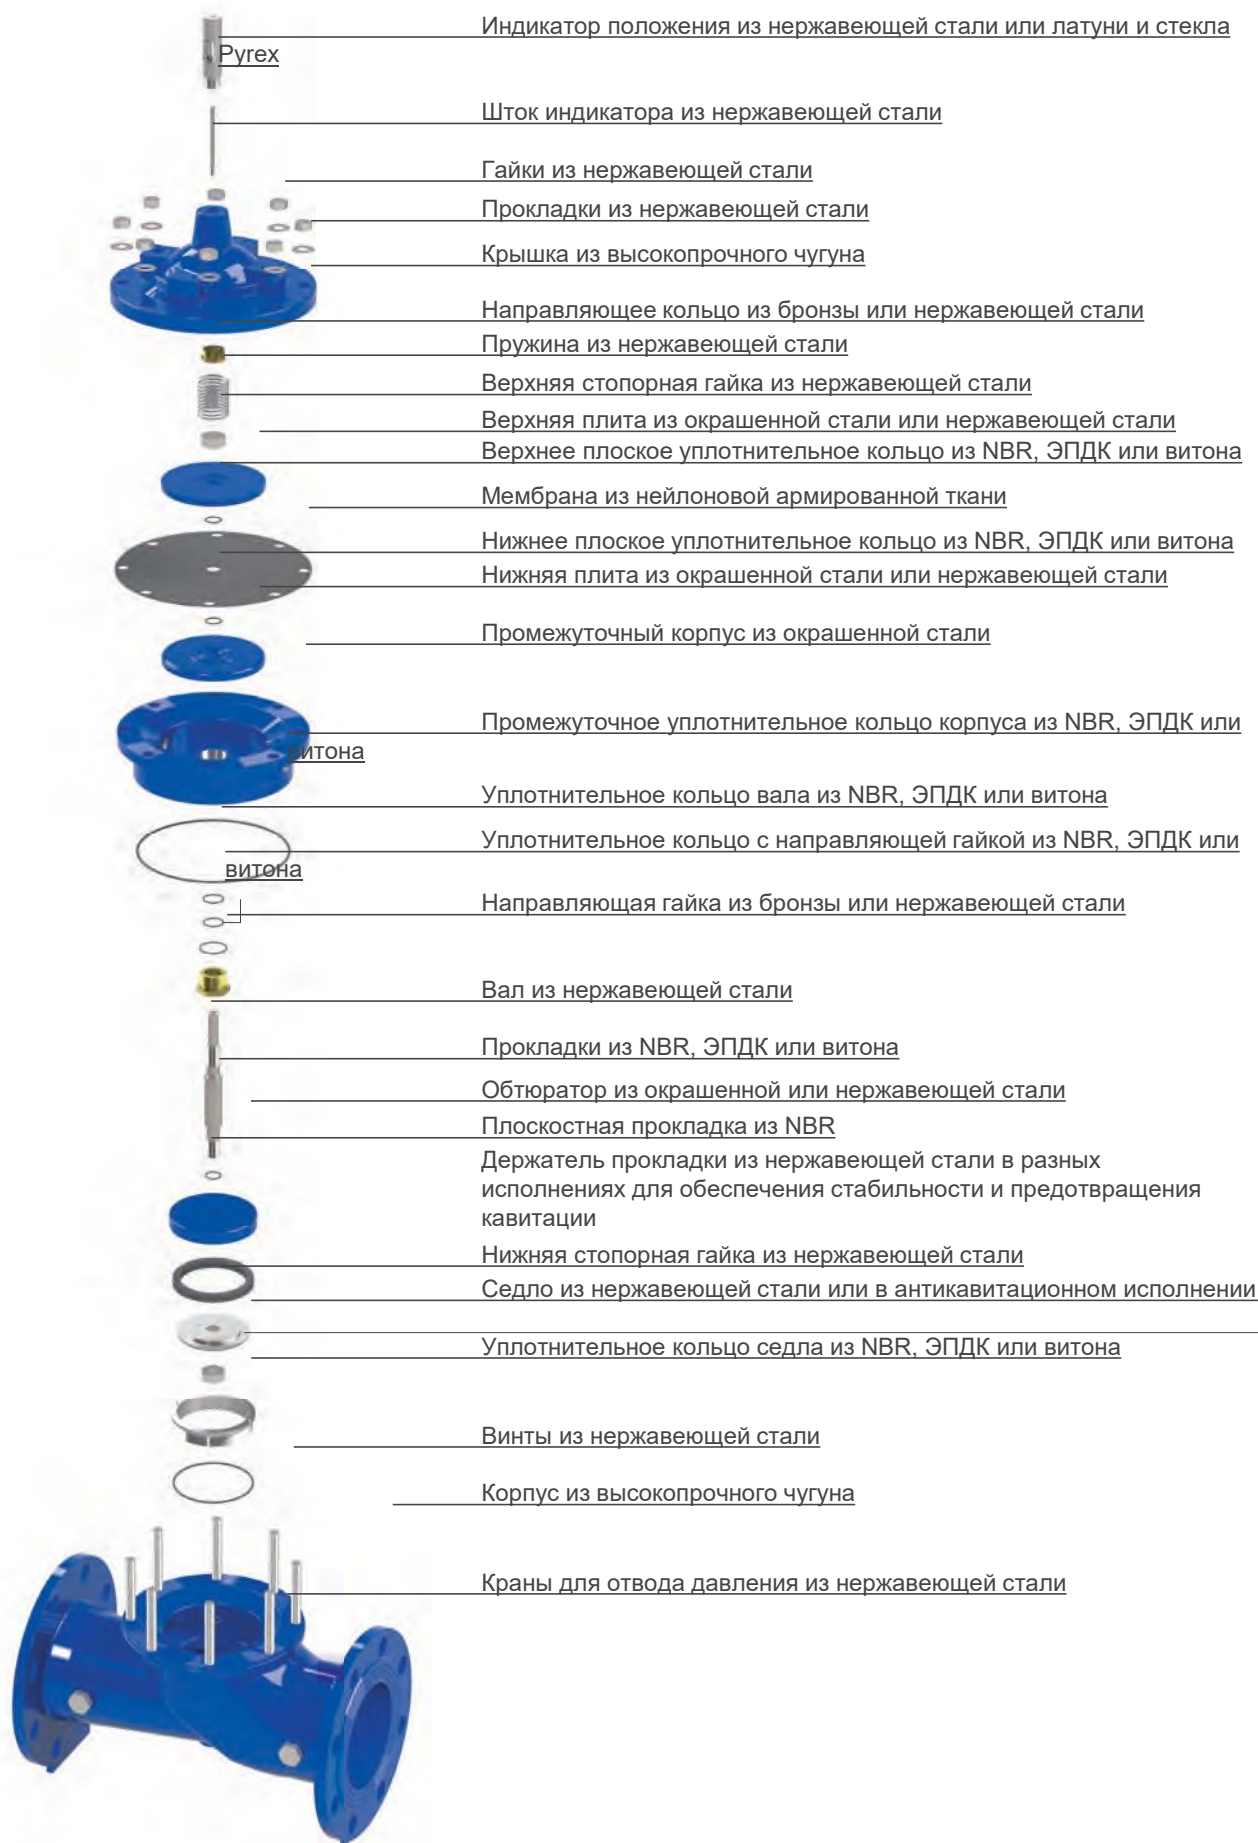 Индикатор положения из нержавеющей стали или латуни и стекла
Pyrex
Шток индикатора из нержавеющей стали
Гайки из нержавеющей стали
Прокладки из нержавеющей стали
Крышка из высокопрочного чугуна
Направляющее кольцо из бронзы или нержавеющей стали
Пружина из нержавеющей стали
Верхняя стопорная гайка из нержавеющей стали
Верхняя плита из окрашенной стали или нержавеющей стали
Верхнее плоское уплотнительное кольцо из NBR, ЭПДК или витона
Мембрана из нейлоновой армированной ткани
Нижнее плоское уплотнительное кольцо из NBR, ЭПДК или витона
Нижняя плита из окрашенной стали или нержавеющей стали
Промежуточный корпус из окрашенной стали
Промежуточное уплотнительное кольцо корпуса из NBR, ЭПДК или
витона
Уплотнительное кольцо вала из NBR, ЭПДК или витона
Уплотнительное кольцо с направляющей гайкой из NBR, ЭПДК или
витона
Направляющая гайка из бронзы или нержавеющей стали
Вал из нержавеющей стали
Прокладки из NBR, ЭПДК или витона
Обтюратор из окрашенной или нержавеющей стали
Плоскостная прокладка из NBR
Держатель прокладки из нержавеющей стали в разных
исполнениях для обеспечения стабильности и предотвращения
кавитации
Нижняя стопорная гайка из нержавеющей стали
Седло из нержавеющей стали или в антикавитационном исполнении
Уплотнительное кольцо седла из NBR, ЭПДК или витона
Винты из нержавеющей стали
Корпус из высокопрочного чугуна
Краны для отвода давления из нержавеющей стали